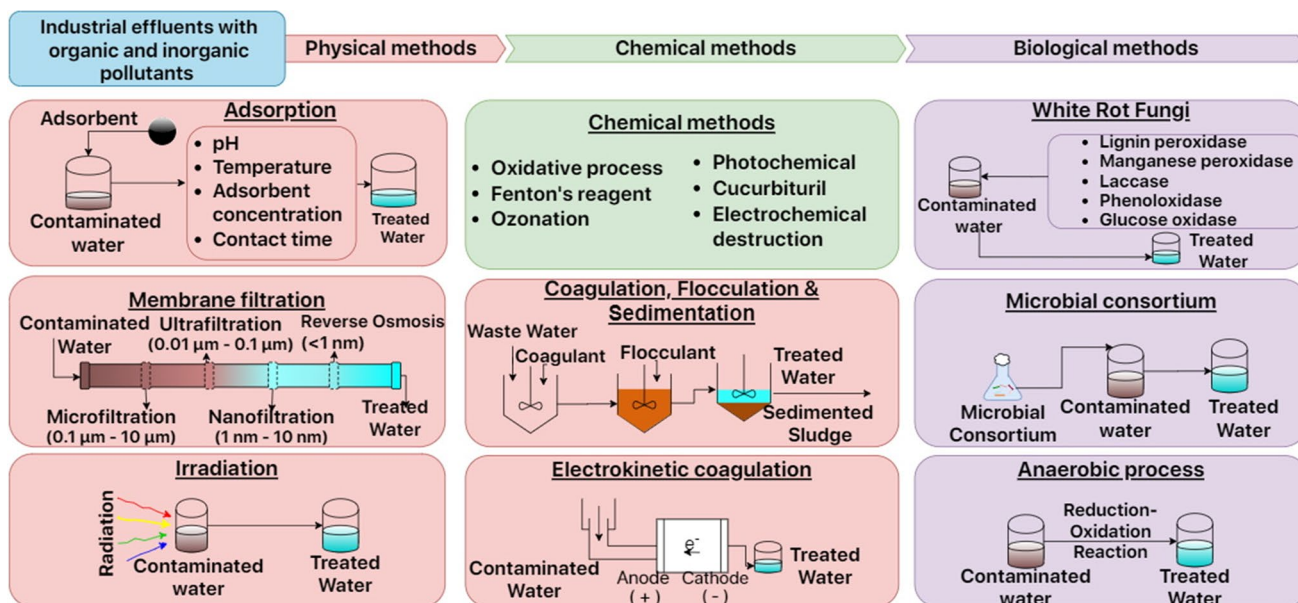 Industrial effluents with
organic and inorganic
pollutants
Physical methods
Chemical methods
Biological methods
Adsorption
Adsorbent
• pH
• Temperature
• Adsorbent
concentration
• Contact time
Contaminated
water
Treated
Water
Chemical methods
• Oxidative process
• Fenton's reagent
• Ozonation
• Photochemical
• Cucurbituril
• Electrochemical
destruction
White Rot Fungi
• Lignin peroxidase
• Manganese peroxidase
• Laccase
• Phenoloxidase
• Glucose oxidase
Contaminated
water
Treated
Water
Membrane filtration
Contaminated
Water
Ultrafiltration
(0.01 µm - 0.1 µm)
Reverse Osmosis
(<1 nm)
Microfiltration
(0.1 µm - 10 µm)
Nanofiltration
(1 nm - 10 nm)
Treated
Water
Coagulation, Flocculation &
Sedimentation
Waste Water
Coagulant
Flocculant
Treated
Water
Sedimented
Sludge
Microbial consortium
Microbial
Consortium
Contaminated
water
Treated
Water
Irradiation
Radiation
Contaminated
water
Treated
Water
Electrokinetic coagulation
Contaminated
Water
e-
Anode
(+)
Cathode
(-)
Treated
Water
Anaerobic process
Reduction-
Oxidation
Reaction
Contaminated
water
Treated
Water